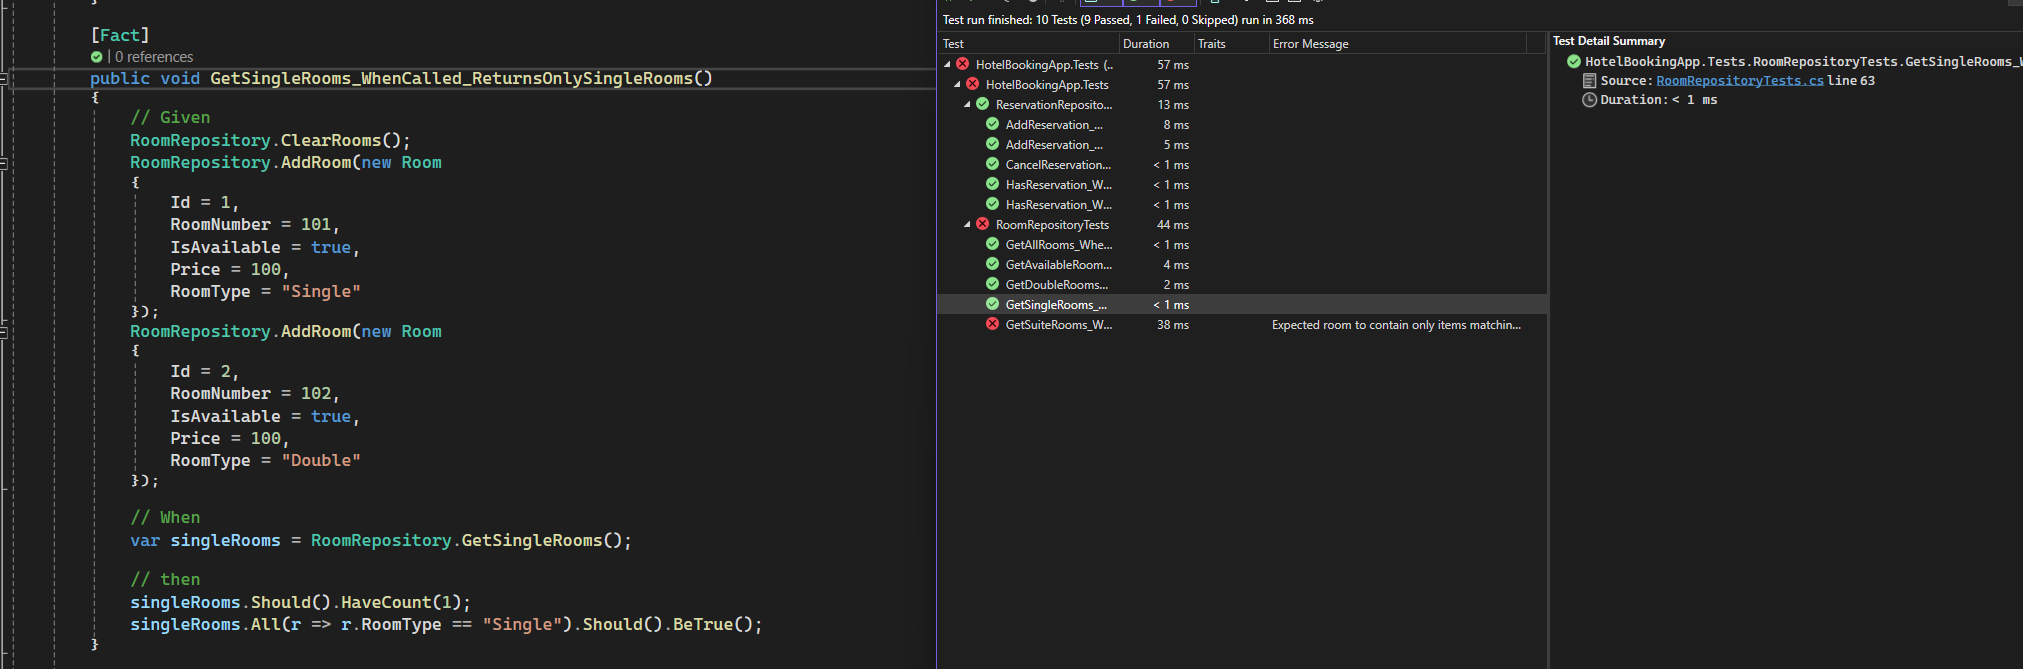 [Fact]
| 0 references
public void GetSingleRooms_WhenCalled_ReturnsOnlySingleRooms()
{
// Given
RoomRepository.ClearRooms();
RoomRepository.AddRoom(new Room
{
Id = 1,
RoomNumber = 101,
IsAvailable = true,
Price = 100,
RoomType = "Single"
});
RoomRepository.AddRoom(new Room
{
Id = 2,
RoomNumber = 102,
IsAvailable = true,
Price = 100,
RoomType = "Double"
});
// When
var singleRooms = RoomRepository.GetSingleRooms();
// then
singleRooms.Should().HaveCount(1);
singleRooms.All(r => r.RoomType == "Single").Should().BeTrue();
}
Test run finished: 10 Tests (9 Passed, 1 Failed, 0 Skipped) run in 368 ms
Test Duration Traits Error Message
HotelBookingApp.Tests (.. 57 ms
HotelBookingApp.Tests 57 ms
ReservationReposito... 13 ms
AddReservation_... 8 ms
AddReservation_... 5 ms
CancelReservation... < 1 ms
HasReservation_W... < 1 ms
HasReservation_W... < 1 ms
RoomRepositoryTests 44 ms
GetAllRooms_Whe... < 1 ms
GetAvailableRoom... 4 ms
GetDoubleRooms... 2 ms
GetSingleRooms_... < 1 ms
GetSuiteRooms_W... 38 ms Expected room to contain only items matchin...
Test Detail Summary
HotelBookingApp.Tests.RoomRepositoryTests.GetSingleRooms_W
Source: RoomRepositoryTests.cs line 63
Duration: < 1 ms